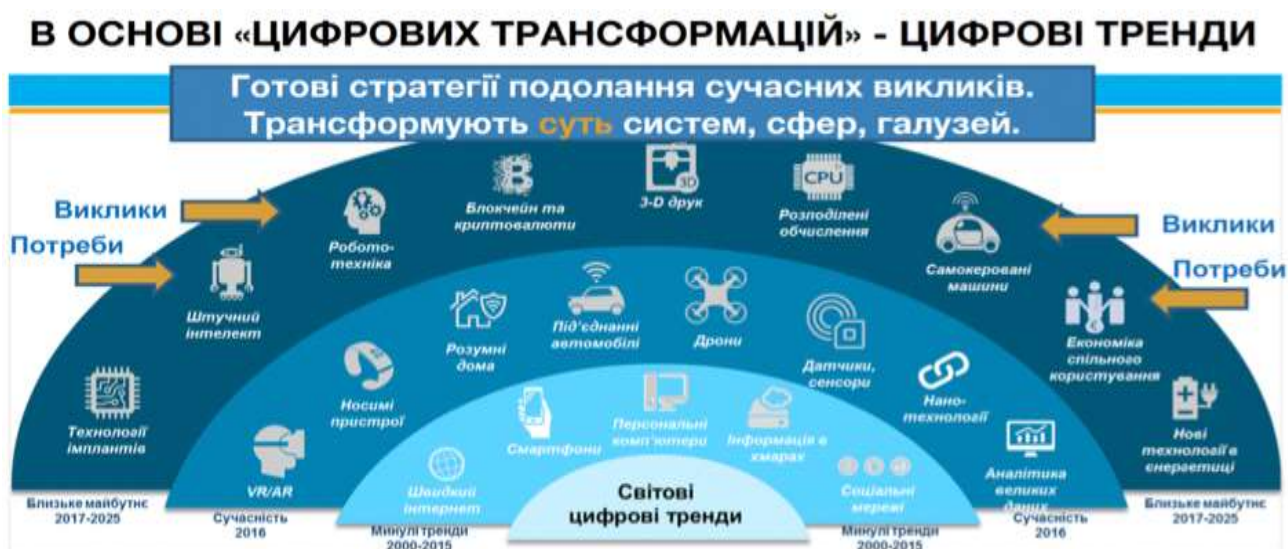 В ОСНОВІ «ЦИФРОВИХ ТРАНСФОРМАЦІЙ» - ЦИФРОВІ ТРЕНДИ
Готові стратегії подолання сучасних викликів.
Трансформують суть систем, сфер, галузей.
Виклики
Потреби
Виклики
Потреби
Технології
імплантів
Штучний
інтелект
Робото-
техніка
Блокчейн та
криптовалюти
3D
3-D друк
CPU
Розподілені
обчислення
Самокеровані
машини
Економіка
спільного
користування
Нові
технології в
енергетиці
VR/AR
Носимі
пристрої
Розумні
дома
Під'єднанні
автомобілі
Дрони
Датчики,
сенсори
Нано-
технології
Аналітика
великих
даних
Швидкий
інтернет
Смартфони
Персональні
комп'ютери
Інформація в
хмарах
Соціальні
мережі
Світові
цифрові тренди
Близьке майбутнє
2017-2025
Сучасність
2016
Минулі тренди
2000-2015
Минулі тренди
2000-2015
Сучасність
2016
Близьке майбутнє
2017-2025